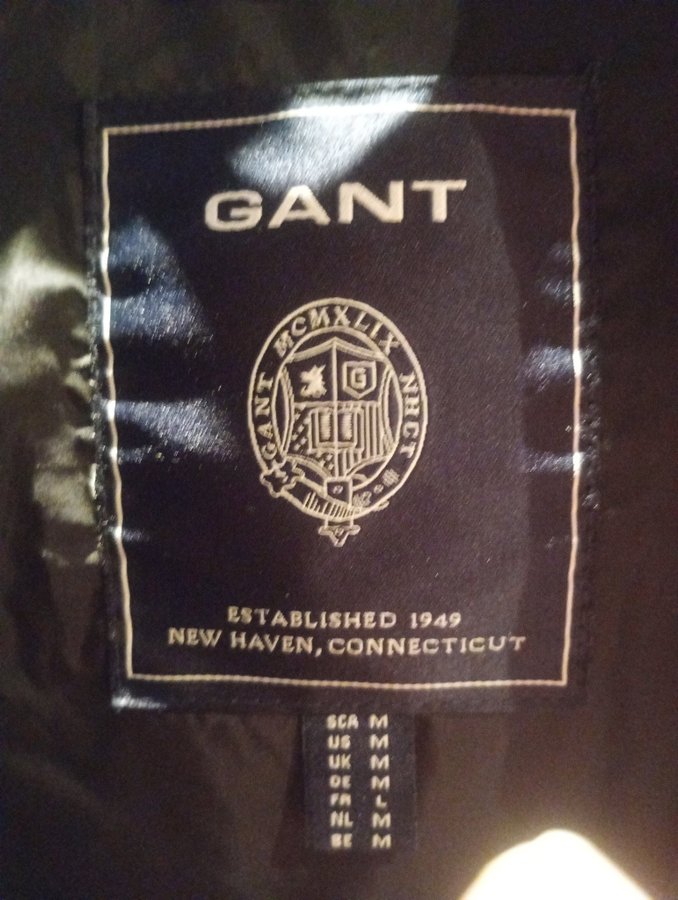 GANT
GANT MCMXLIX NHCT
G
ESTABLISHED 1949
NEW HAVEN, CONNECTICUT
SCA M
US M
UK M
DE M
FR L
NL M
BE M